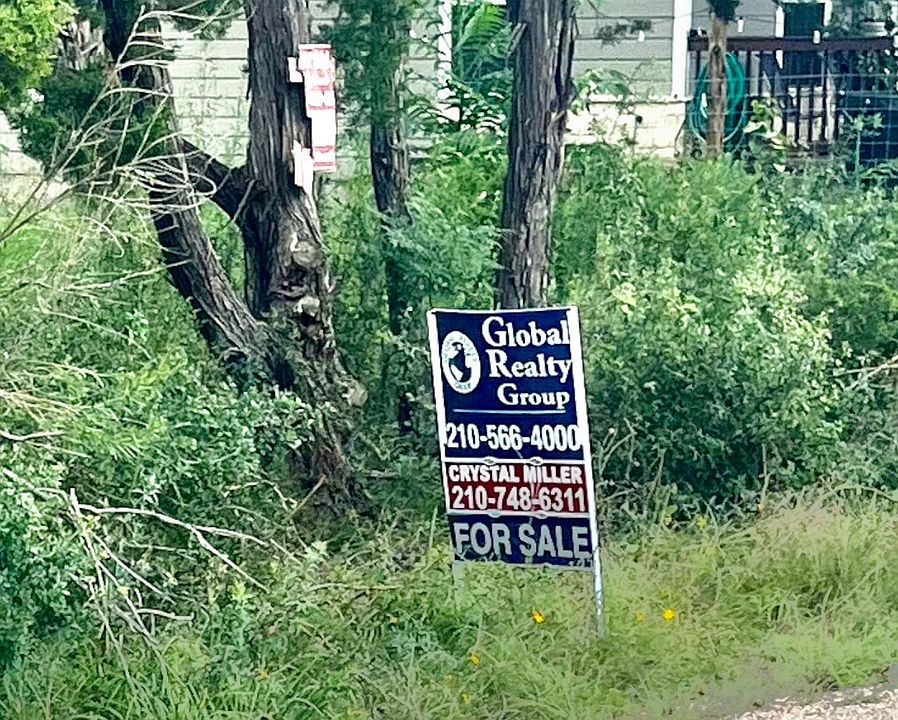 Global
Realty
Group
210-566-4000
CRYSTAL MILLER
210-748-6311
FOR SALE